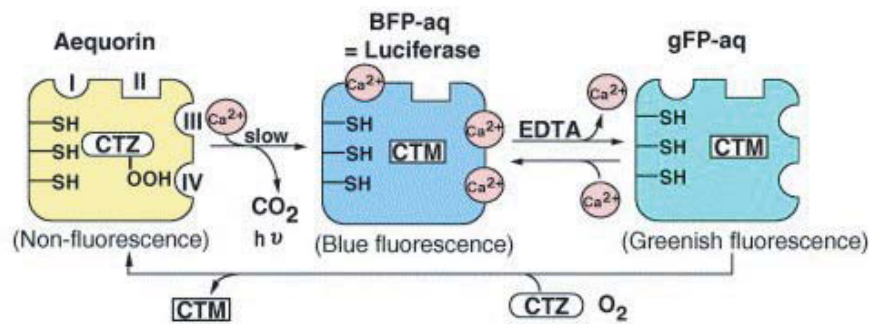 Aequorin
BFP-aq
= Luciferase
gFP-aq
I
II
III
IV
SH
SH
SH
CTZ
OOH
Ca²⁺
slow
CO₂
hυ
Ca²⁺
SH
SH
SH
CTM
Ca²⁺
Ca²⁺
EDTA
Ca²⁺
Ca²⁺
SH
SH
SH
CTM
(Non-fluorescence)
(Blue fluorescence)
(Greenish fluorescence)
CTM
CTZ O₂